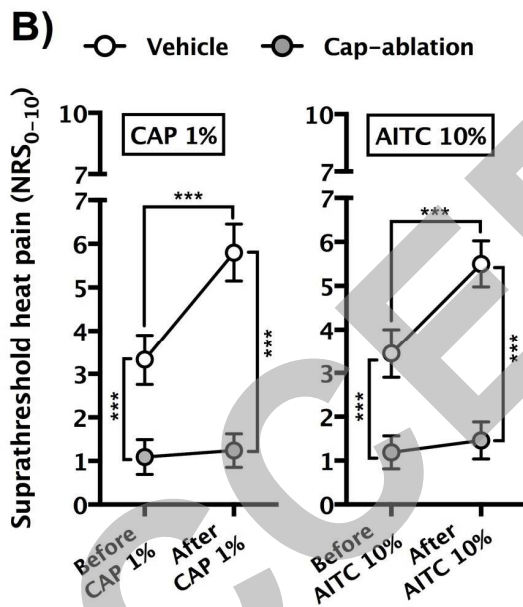 B)
Vehicle Cap-ablation
Suprathreshold heat pain (NRS0–10)
10
CAP 1%
7
7
6
5
4
3
2
1
0
***
***
***
Before CAP 1%
After CAP 1%
10
AITC 10%
7
7
6
5
4
3
2
1
0
***
***
***
Before AITC 10%
After AITC 10%
CCE